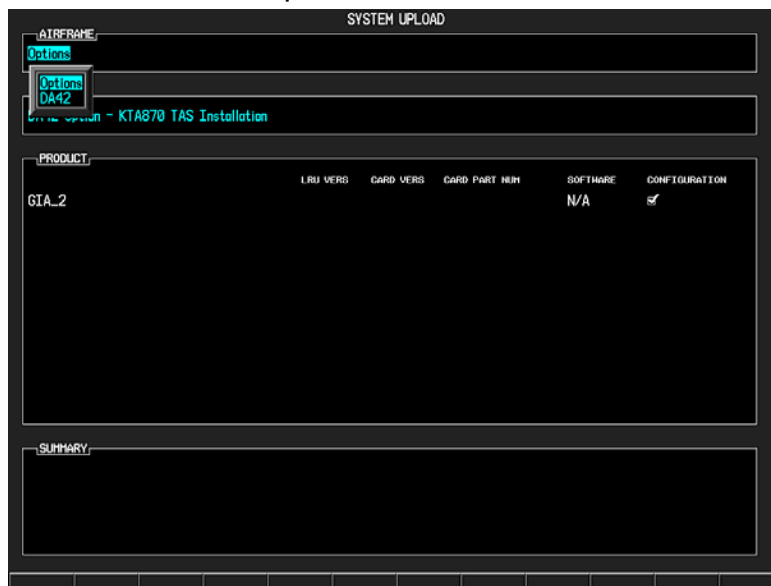 SYSTEM UPLOAD
AIRFRAME
Options
Options
DA42
- KTA870 TAS Installation
PRODUCT
LRU VERS CARD VERS CARD PART NUM SOFTWARE CONFIGURATION
GIA_2 N/A
SUMMARY